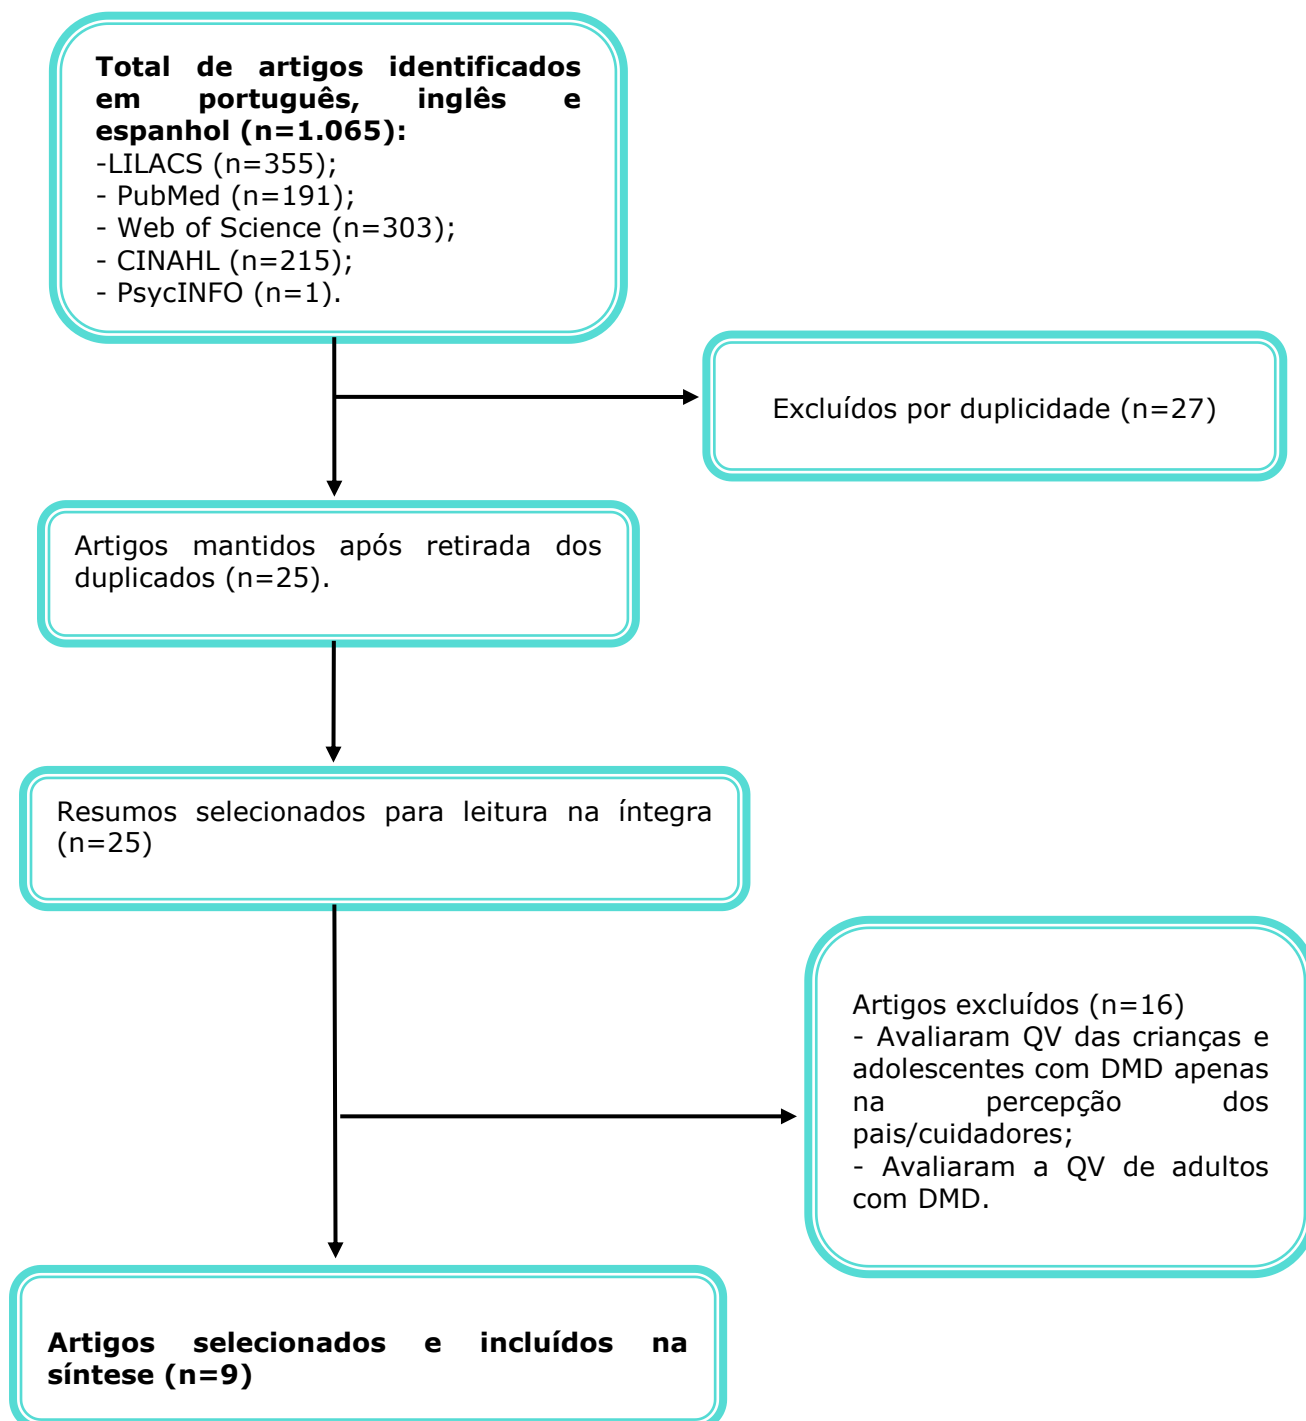 Total de artigos identificados
em português, inglês e
espanhol (n=1.065):
-LILACS (n=355);
- PubMed (n=191);
- Web of Science (n=303);
- CINAHL (n=215);
- PsycINFO (n=1).
Excluídos por duplicidade (n=27)
Artigos mantidos após retirada dos
duplicados (n=25).
Resumos selecionados para leitura na íntegra
(n=25)
Artigos excluídos (n=16)
- Avaliaram QV das crianças e
adolescentes com DMD apenas
na percepção dos
pais/cuidadores;
- Avaliaram a QV de adultos
com DMD.
Artigos selecionados e incluídos na
síntese (n=9)